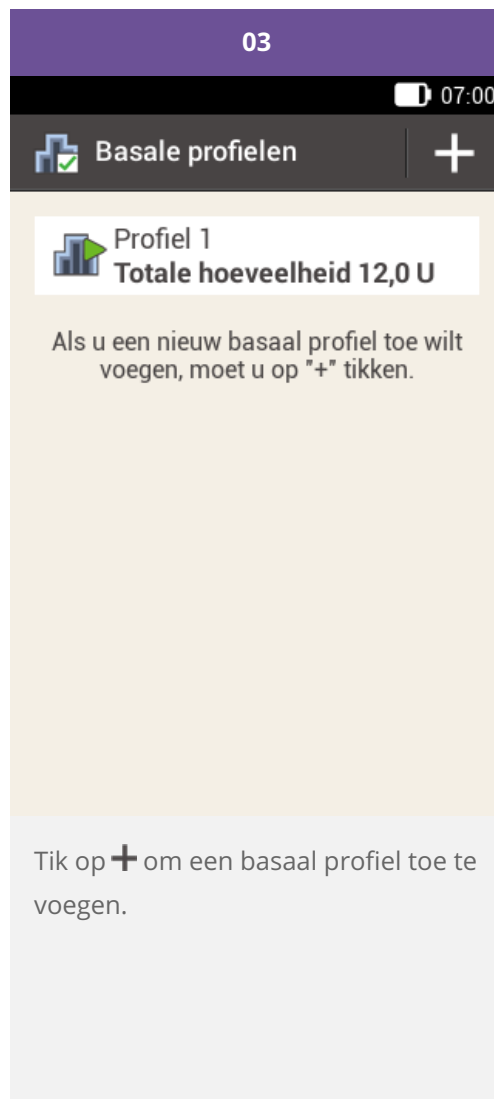 03
07:00
Basale profielen
Profiel 1
Totale hoeveelheid 12,0 U
Als u een nieuw basaal profiel toe wilt
voegen, moet u op "+" tikken.
Tik op + om een basaal profiel toe te
voegen.